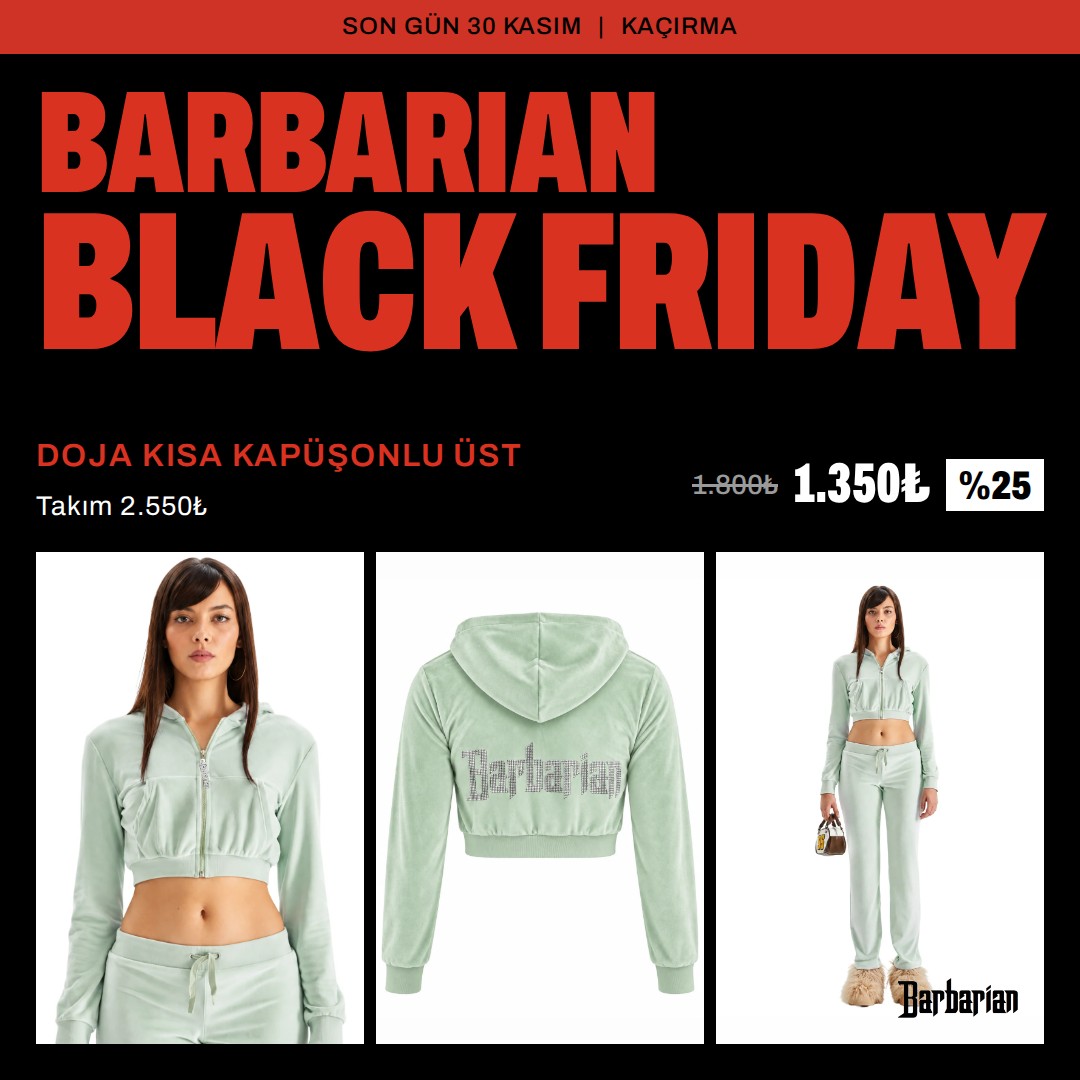 SON GÜN 30 KASIM | KAÇIRMA
BARBARIAN
BLACK FRIDAY
DOJA KISA KAPÜŞONLU ÜST
Takım 2.550₺
1.800₺ 1.350₺ %25
Barbarian
Barbarian